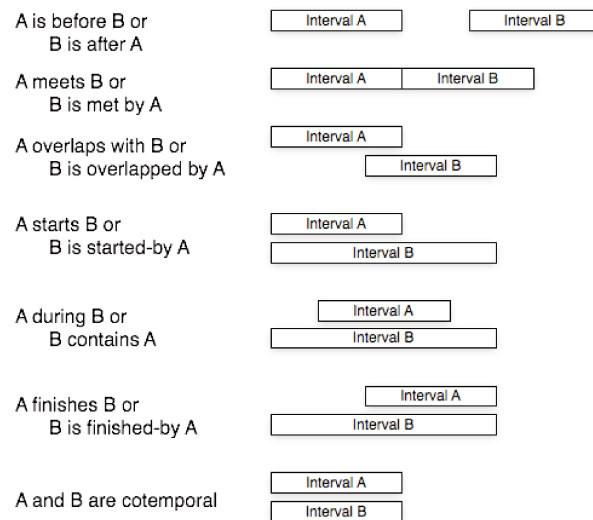 A is before B or
B is after A
Interval A
Interval B
A meets B or
B is met by A
Interval A
Interval B
A overlaps with B or
B is overlapped by A
Interval A
Interval B
A starts B or
B is started-by A
Interval A
Interval B
A during B or
B contains A
Interval A
Interval B
A finishes B or
B is finished-by A
Interval A
Interval B
A and B are cotemporal
Interval A
Interval B